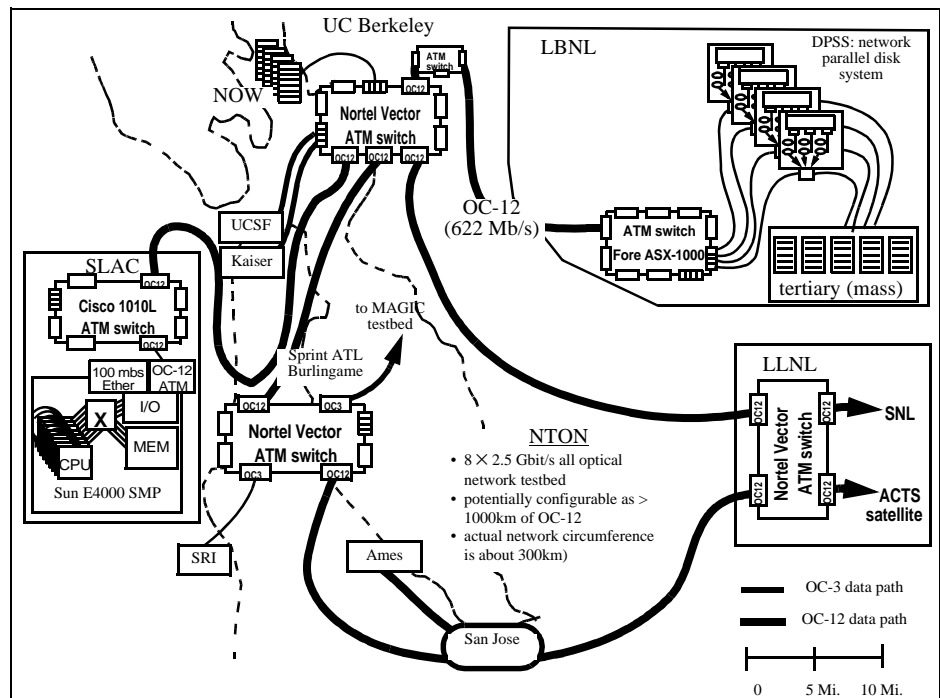 UC Berkeley
NOW
OC12
ATM
switch
Nortel Vector
ATM switch
OC12
OC12
OC12
LBNL
DPSS: network
parallel disk
system
OC-12
(622 Mb/s)
ATM switch
Fore ASX-1000
tertiary (mass)
UCSF
Kaiser
SLAC
OC12
Cisco 1010L
ATM switch
OC12
100 mbs
Ether
OC-12
ATM
I/O
X
MEM
CPU
Sun E4000 SMP
to MAGIC
testbed
Sprint ATL
Burlingame
OC12
OC3
Nortel Vector
ATM switch
OC3
OC12
SRI
Ames
San Jose
NTON
• 8 × 2.5 Gbit/s all optical
network testbed
• potentially configurable as >
1000km of OC-12
• actual network circumference
is about 300km)
LLNL
OC12
OC12
Nortel Vector
ATM switch
OC12
OC12
SNL
ACTS
satellite
OC-3 data path
OC-12 data path
0 5 Mi. 10 Mi.